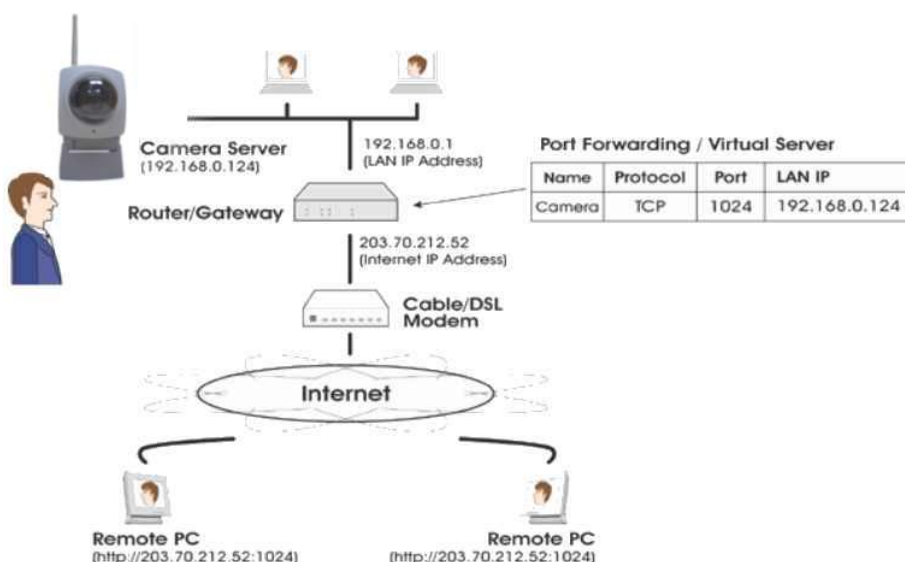 Camera Server
(192.168.0.124)
192.168.0.1
(LAN IP Address)
Port Forwarding / Virtual Server
Name Protocol Port LAN IP
Camera TCP 1024 192.168.0.124
Router/Gateway
203.70.212.52
(Internet IP Address)
Cable/DSL
Modem
Internet
Remote PC
(http://203.70.212.52:1024)
Remote PC
(http://203.70.212.52:1024)